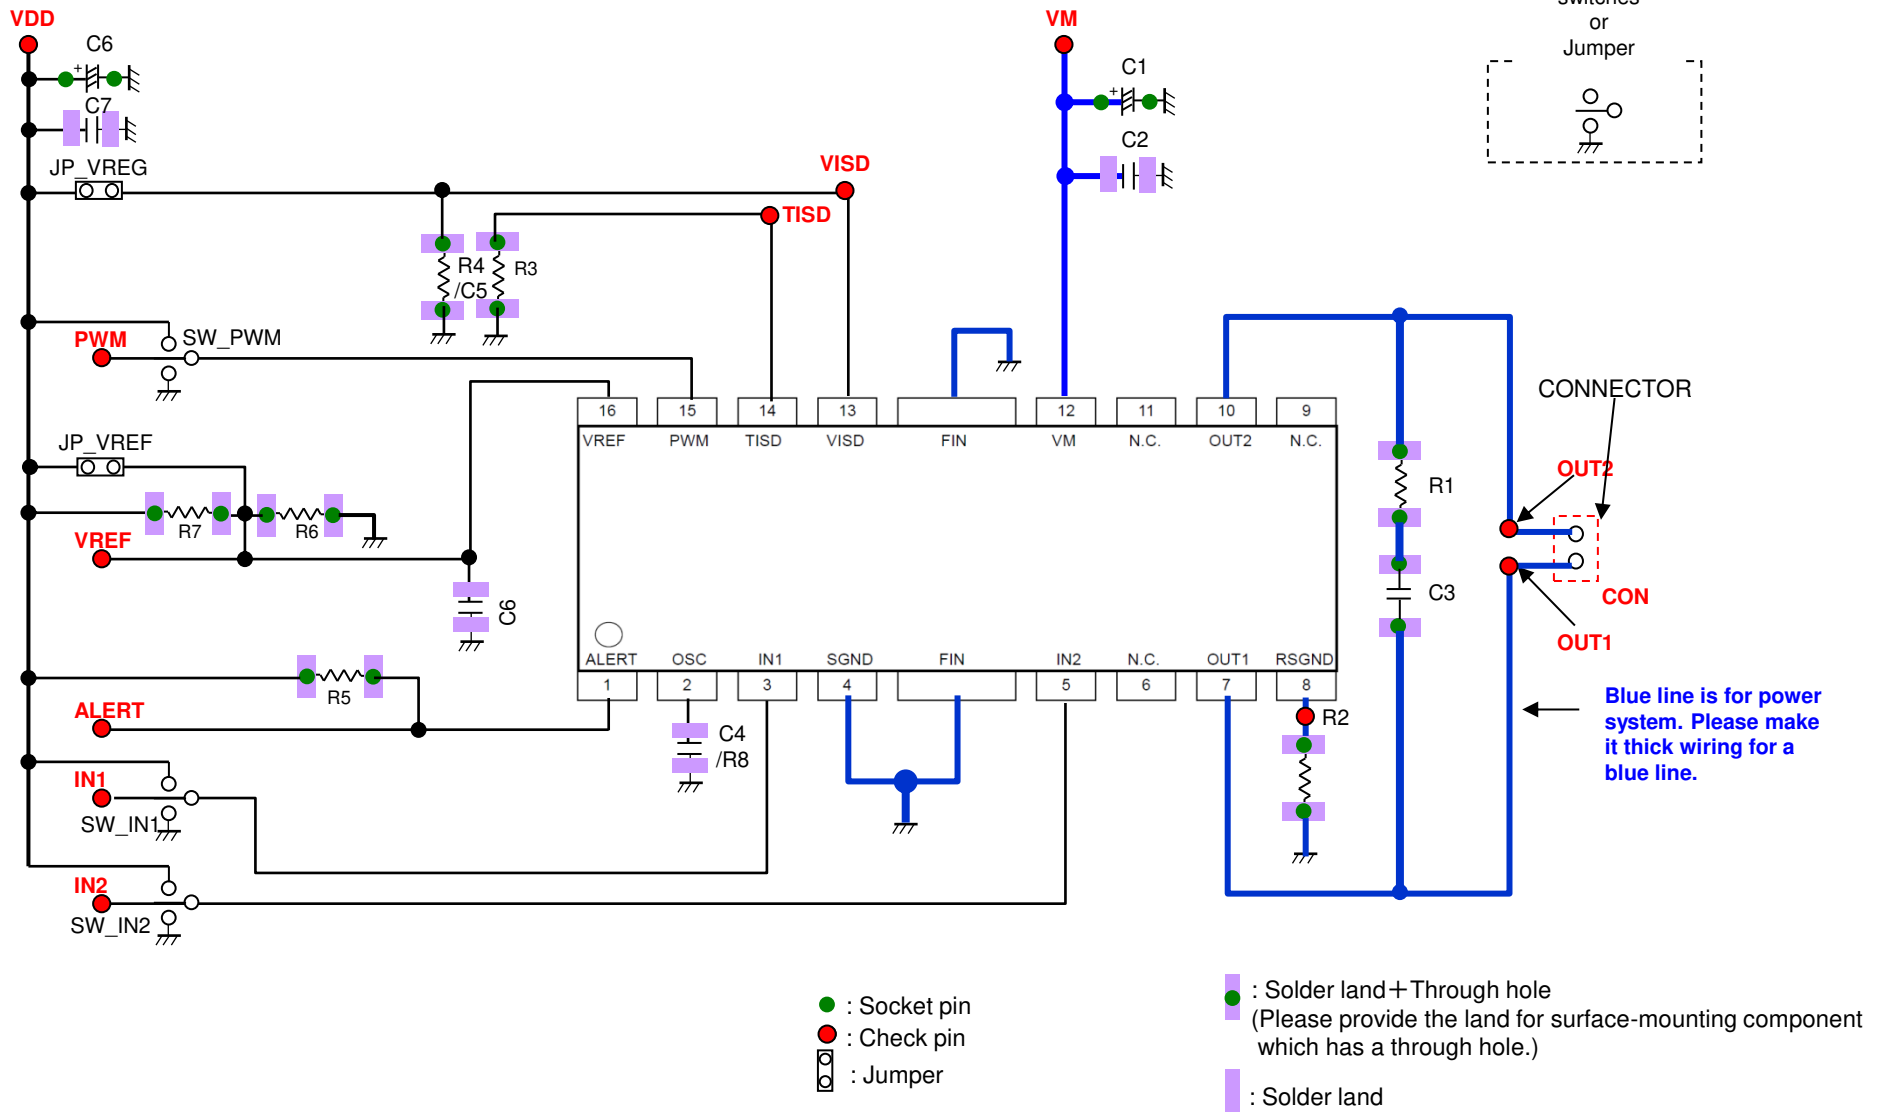 VDD
VM
switches
or
Jumper
C6
+
C7
C1
+
C2
JP_VREG
VISD
TISD
R4
/C5
R3
PWM
SW_PWM
CONNECTOR
16
15
14
13
12
11
10
9
VREF
PWM
TISD
VISD
FIN
VM
N.C.
OUT2
N.C.
JP_VREF
R7
R6
VREF
C6
R1
C3
OUT2
CON
OUT1
ALERT
OSC
IN1
SGND
FIN
IN2
N.C.
OUT1
RSGND
1
2
3
4
5
6
7
8
R5
ALERT
C4
/R8
R2
Blue line is for power
system. Please make
it thick wiring for a
blue line.
IN1
SW_IN1
IN2
SW_IN2
: Socket pin
: Check pin
: Jumper
: Solder land＋Through hole
(Please provide the land for surface-mounting component
which has a through hole.)
: Solder land